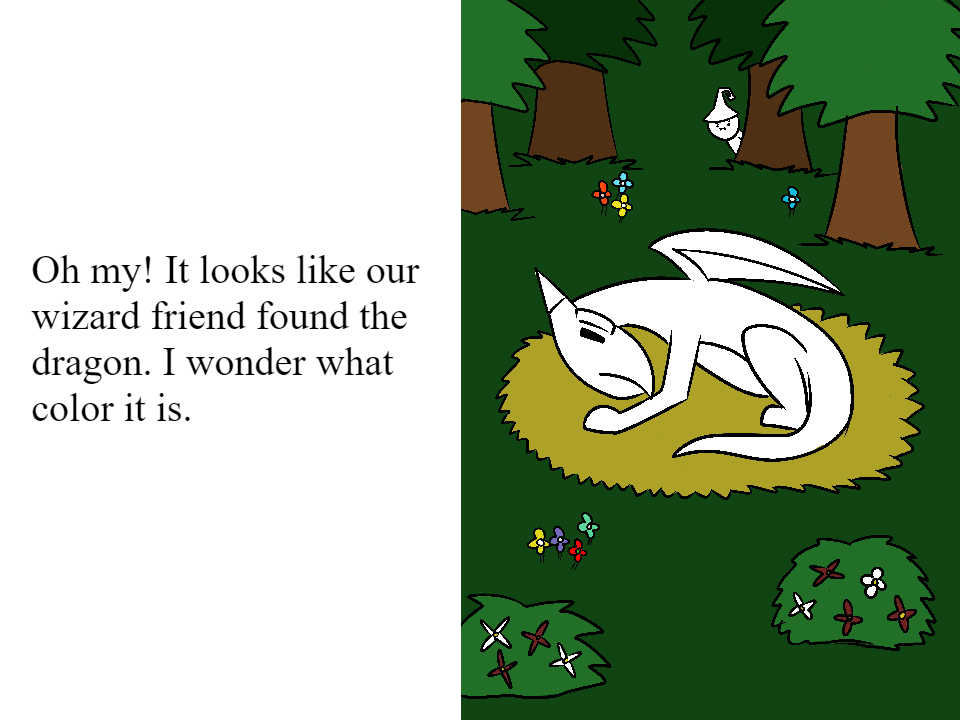 Oh my! It looks like our
wizard friend found the
dragon. I wonder what
color it is.